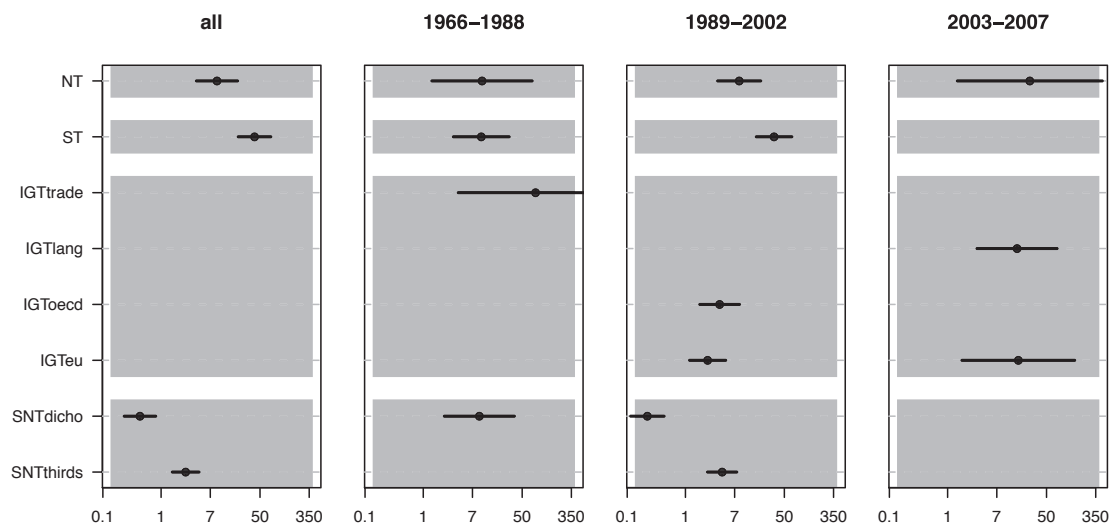 all 1966–1988 1989–2002 2003–2007
NT
ST
IGTtrade
IGTlang
IGToecd
IGTeu
SNTdicho
SNTthirds
0.1 1 7 50 350 0.1 1 7 50 350 0.1 1 7 50 350 0.1 1 7 50 350